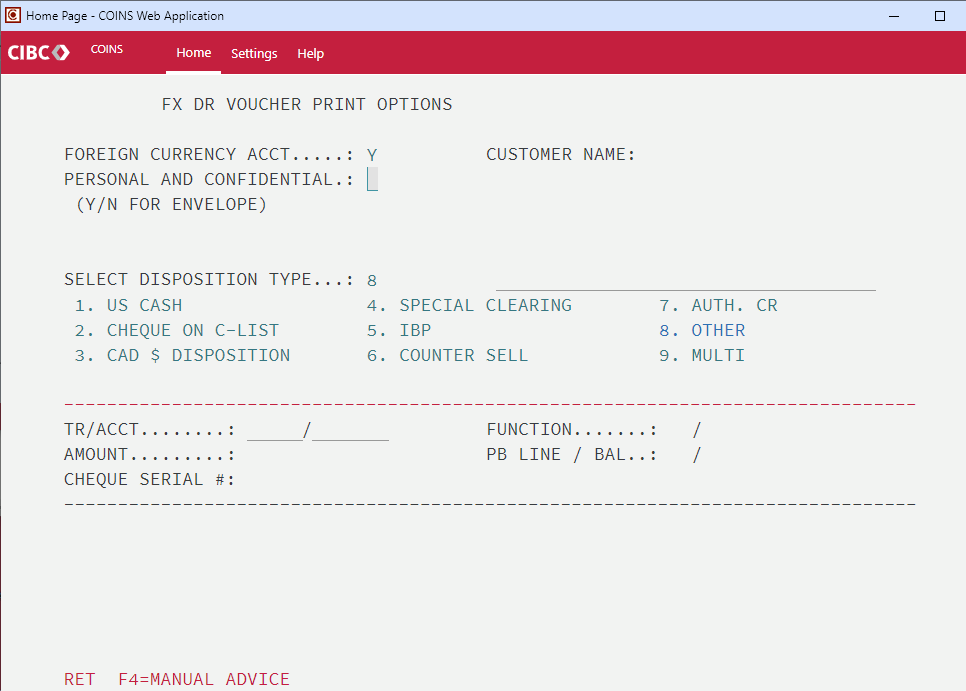 Home Page - COINS Web Application
CIBC COINS Home Settings Help
FX DR VOUCHER PRINT OPTIONS
FOREIGN CURRENCY ACCT.....: Y CUSTOMER NAME:
PERSONAL AND CONFIDENTIAL.:
(Y/N FOR ENVELOPE)
SELECT DISPOSITION TYPE...: 8 ___________________________________
1. US CASH 4. SPECIAL CLEARING 7. AUTH. CR
2. CHEQUE ON C-LIST 5. IBP 8. OTHER
3. CAD $ DISPOSITION 6. COUNTER SELL 9. MULTI
-------------------------------------------------------------------------------
TR/ACCT........: _____/_______ FUNCTION.......: /
AMOUNT.........: PB LINE / BAL..: /
CHEQUE SERIAL #:
-------------------------------------------------------------------------------
RET F4=MANUAL ADVICE